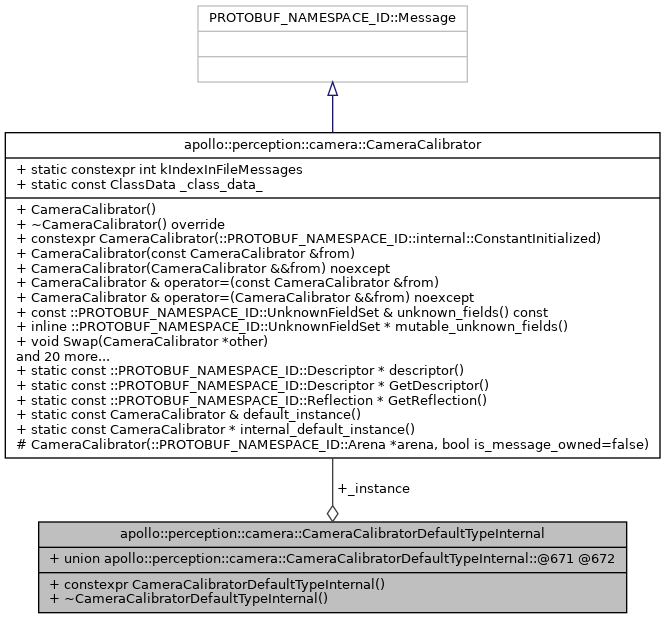 PROTOBUF_NAMESPACE_ID::Message
apollo::perception::camera::CameraCalibrator
+ static constexpr int kIndexInFileMessages
+ static const ClassData _class_data_
+ CameraCalibrator()
+ ~CameraCalibrator() override
+ constexpr CameraCalibrator(::PROTOBUF_NAMESPACE_ID::internal::ConstantInitialized)
+ CameraCalibrator(const CameraCalibrator &from)
+ CameraCalibrator(CameraCalibrator &&from) noexcept
+ CameraCalibrator & operator=(const CameraCalibrator &from)
+ CameraCalibrator & operator=(CameraCalibrator &&from) noexcept
+ const ::PROTOBUF_NAMESPACE_ID::UnknownFieldSet & unknown_fields() const
+ inline ::PROTOBUF_NAMESPACE_ID::UnknownFieldSet * mutable_unknown_fields()
+ void Swap(CameraCalibrator *other)
and 20 more...
+ static const ::PROTOBUF_NAMESPACE_ID::Descriptor * descriptor()
+ static const ::PROTOBUF_NAMESPACE_ID::Descriptor * GetDescriptor()
+ static const ::PROTOBUF_NAMESPACE_ID::Reflection * GetReflection()
+ static const CameraCalibrator & default_instance()
+ static const CameraCalibrator * internal_default_instance()
# CameraCalibrator(::PROTOBUF_NAMESPACE_ID::Arena *arena, bool is_message_owned=false)
+_instance
apollo::perception::camera::CameraCalibratorDefaultTypeInternal
+ union apollo::perception::camera::CameraCalibratorDefaultTypeInternal::@671 @672
+ constexpr CameraCalibratorDefaultTypeInternal()
+ ~CameraCalibratorDefaultTypeInternal()